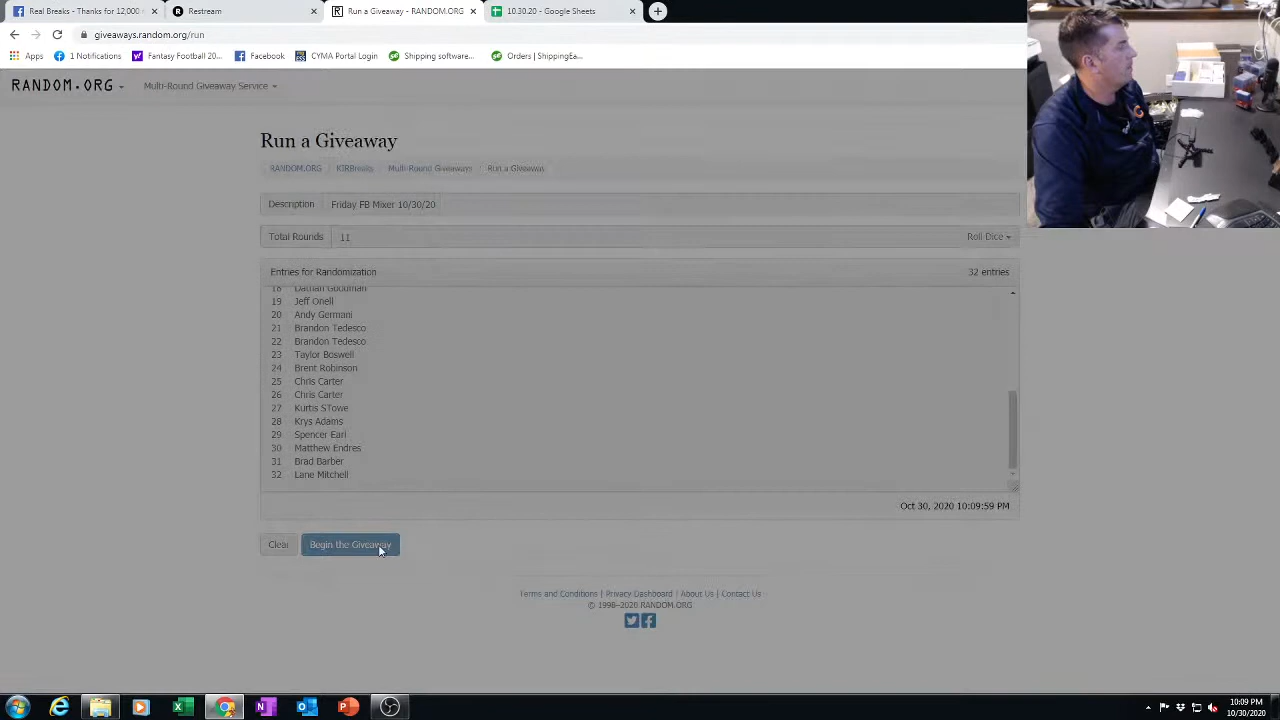 Real Breaks - Thanks for 12,000
Restream
Run a Giveaway - RANDOM.ORG
10.30.20 - Google Sheets
giveaways.random.org/run
Apps
1 Notifications
Fantasy Football 20...
Facebook
CYMA Portal Login
Shipping software...
Orders | ShippingEa...
RANDOM.ORG
Multi-Round Giveaway Service
Run a Giveaway
RANDOM.ORG
KIRBreaks
Multi-Round Giveaways
Run a Giveaway
Description Friday FB Mixer 10/30/20
Total Rounds 11 Roll Dice
Entries for Randomization 32 entries
18 Dathan Goodman
19 Jeff Onell
20 Andy Germani
21 Brandon Tedesco
22 Brandon Tedesco
23 Taylor Boswell
24 Brent Robinson
25 Chris Carter
26 Chris Carter
27 Kurtis STowe
28 Krys Adams
29 Spencer Earl
30 Matthew Endres
31 Brad Barber
32 Lane Mitchell
Oct 30, 2020 10:09:59 PM
Clear
Begin the Giveaway
Terms and Conditions | Privacy Dashboard | About Us | Contact Us
© 1998–2020 RANDOM.ORG
10:09 PM
10/30/2020